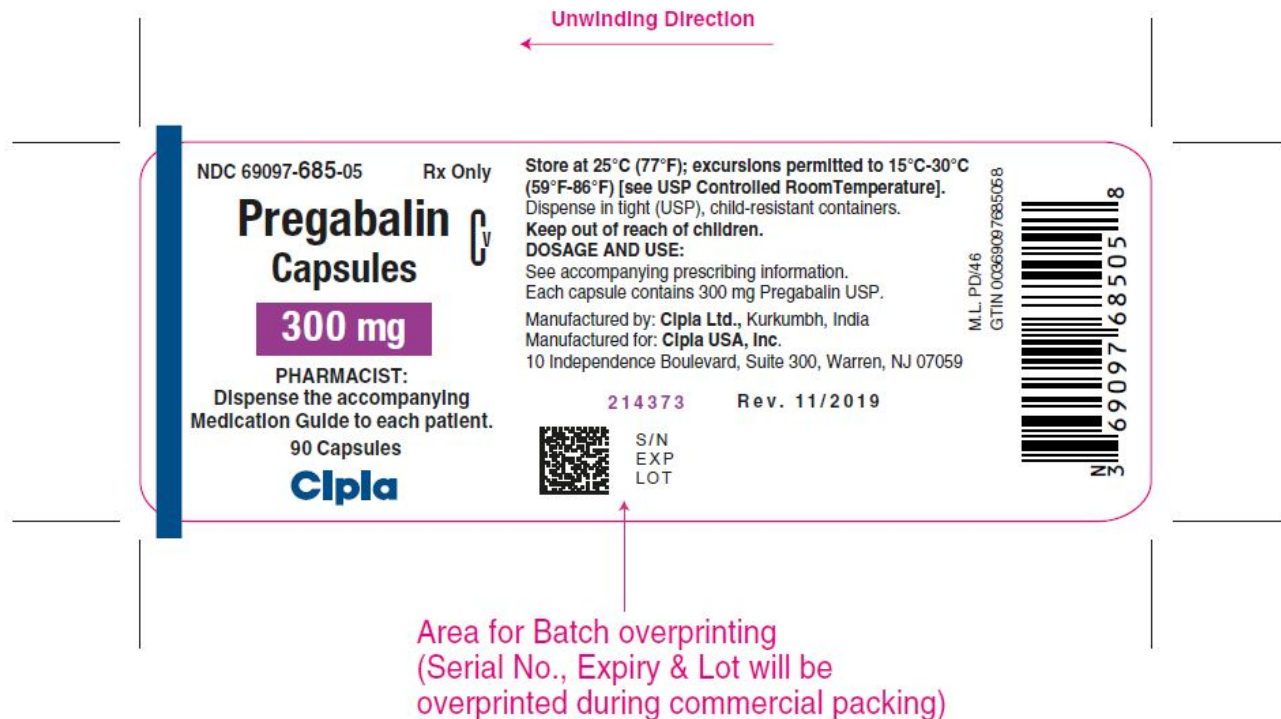 Unwinding Direction
NDC 69097-685-05 Rx Only
Pregabalin CV
Capsules
300 mg
PHARMACIST:
Dispense the accompanying
Medication Guide to each patient.
90 Capsules
Cipla
Store at 25°C (77°F); excursions permitted to 15°C-30°C
(59°F-86°F) [see USP Controlled RoomTemperature].
Dispense in tight (USP), child-resistant containers.
Keep out of reach of children.
DOSAGE AND USE:
See accompanying prescribing information.
Each capsule contains 300 mg Pregabalin USP.
Manufactured by: Cipla Ltd., Kurkumbh, India
Manufactured for: Cipla USA, Inc.
10 Independence Boulevard, Suite 300, Warren, NJ 07059
214373 Rev. 11/2019
S/N
EXP
LOT
M.L. PD/46
GTIN 00369097685058
N
3 69097 68505 8
Area for Batch overprinting
(Serial No., Expiry & Lot will be
overprinted during commercial packing)